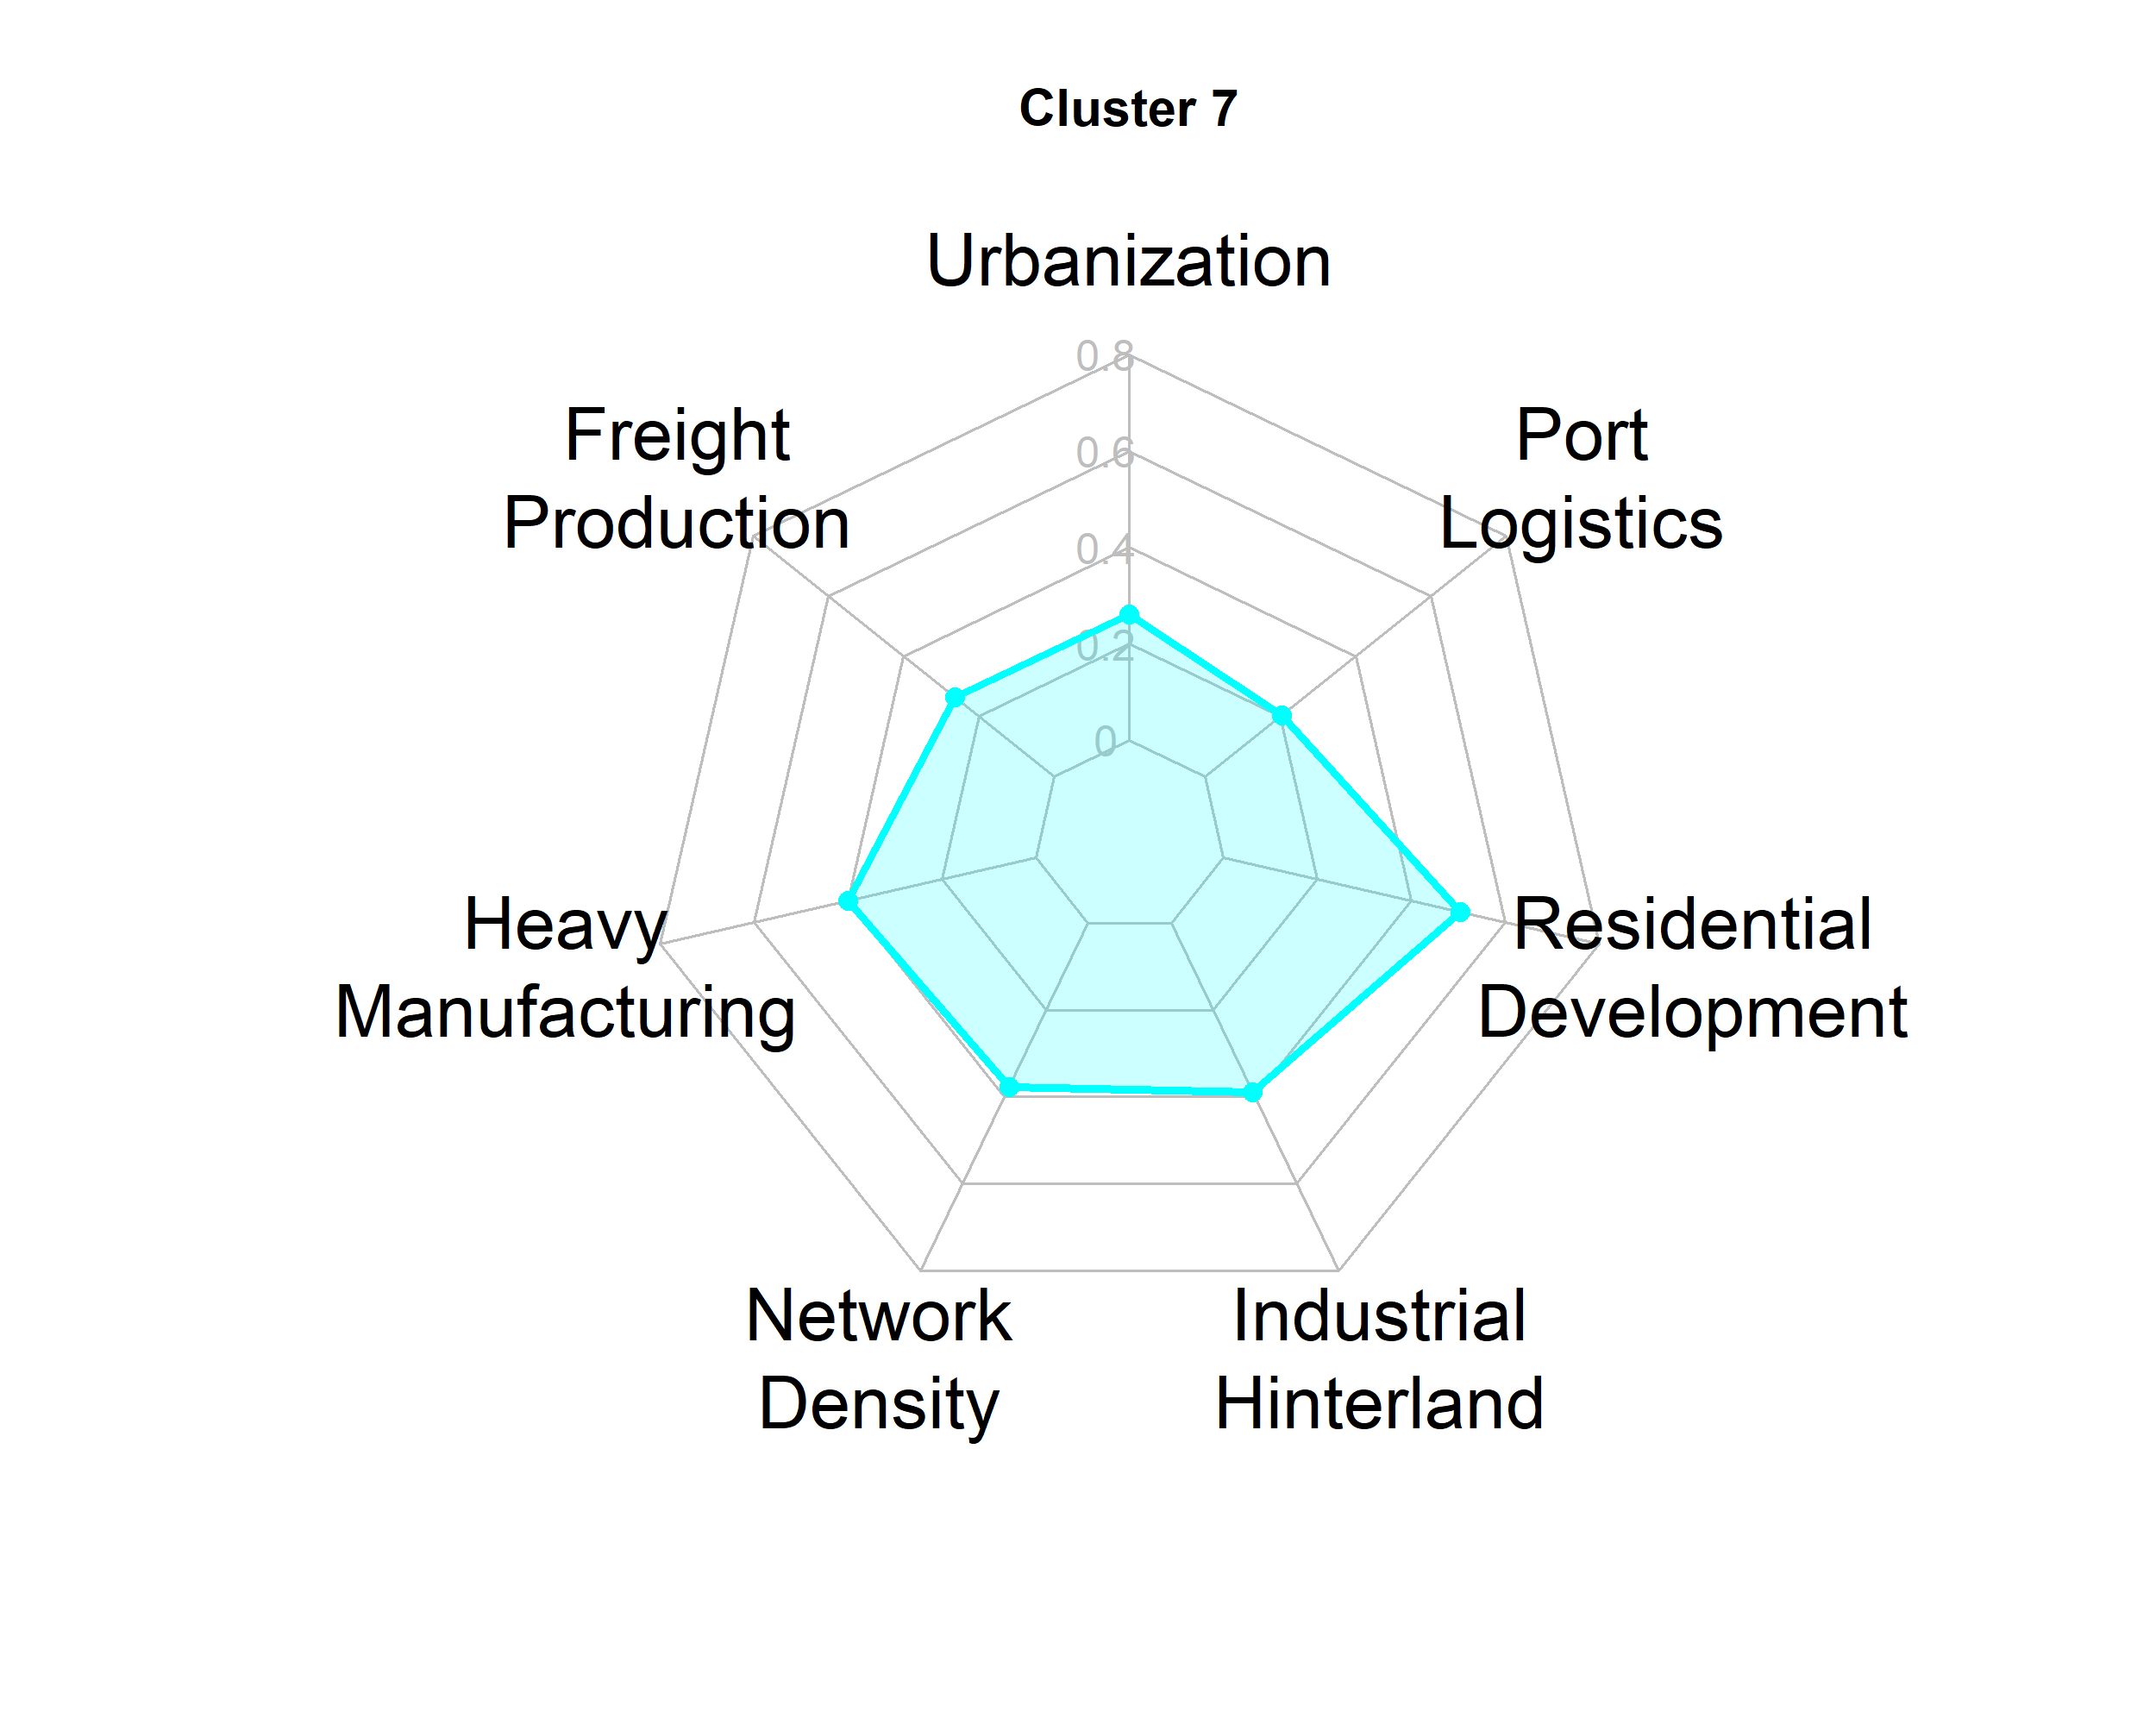 Cluster 7
Urbanization
0.8
0.6
0.4
0.2
0
Port
Logistics
Residential
Development
Industrial
Hinterland
Network
Density
Heavy
Manufacturing
Freight
Production